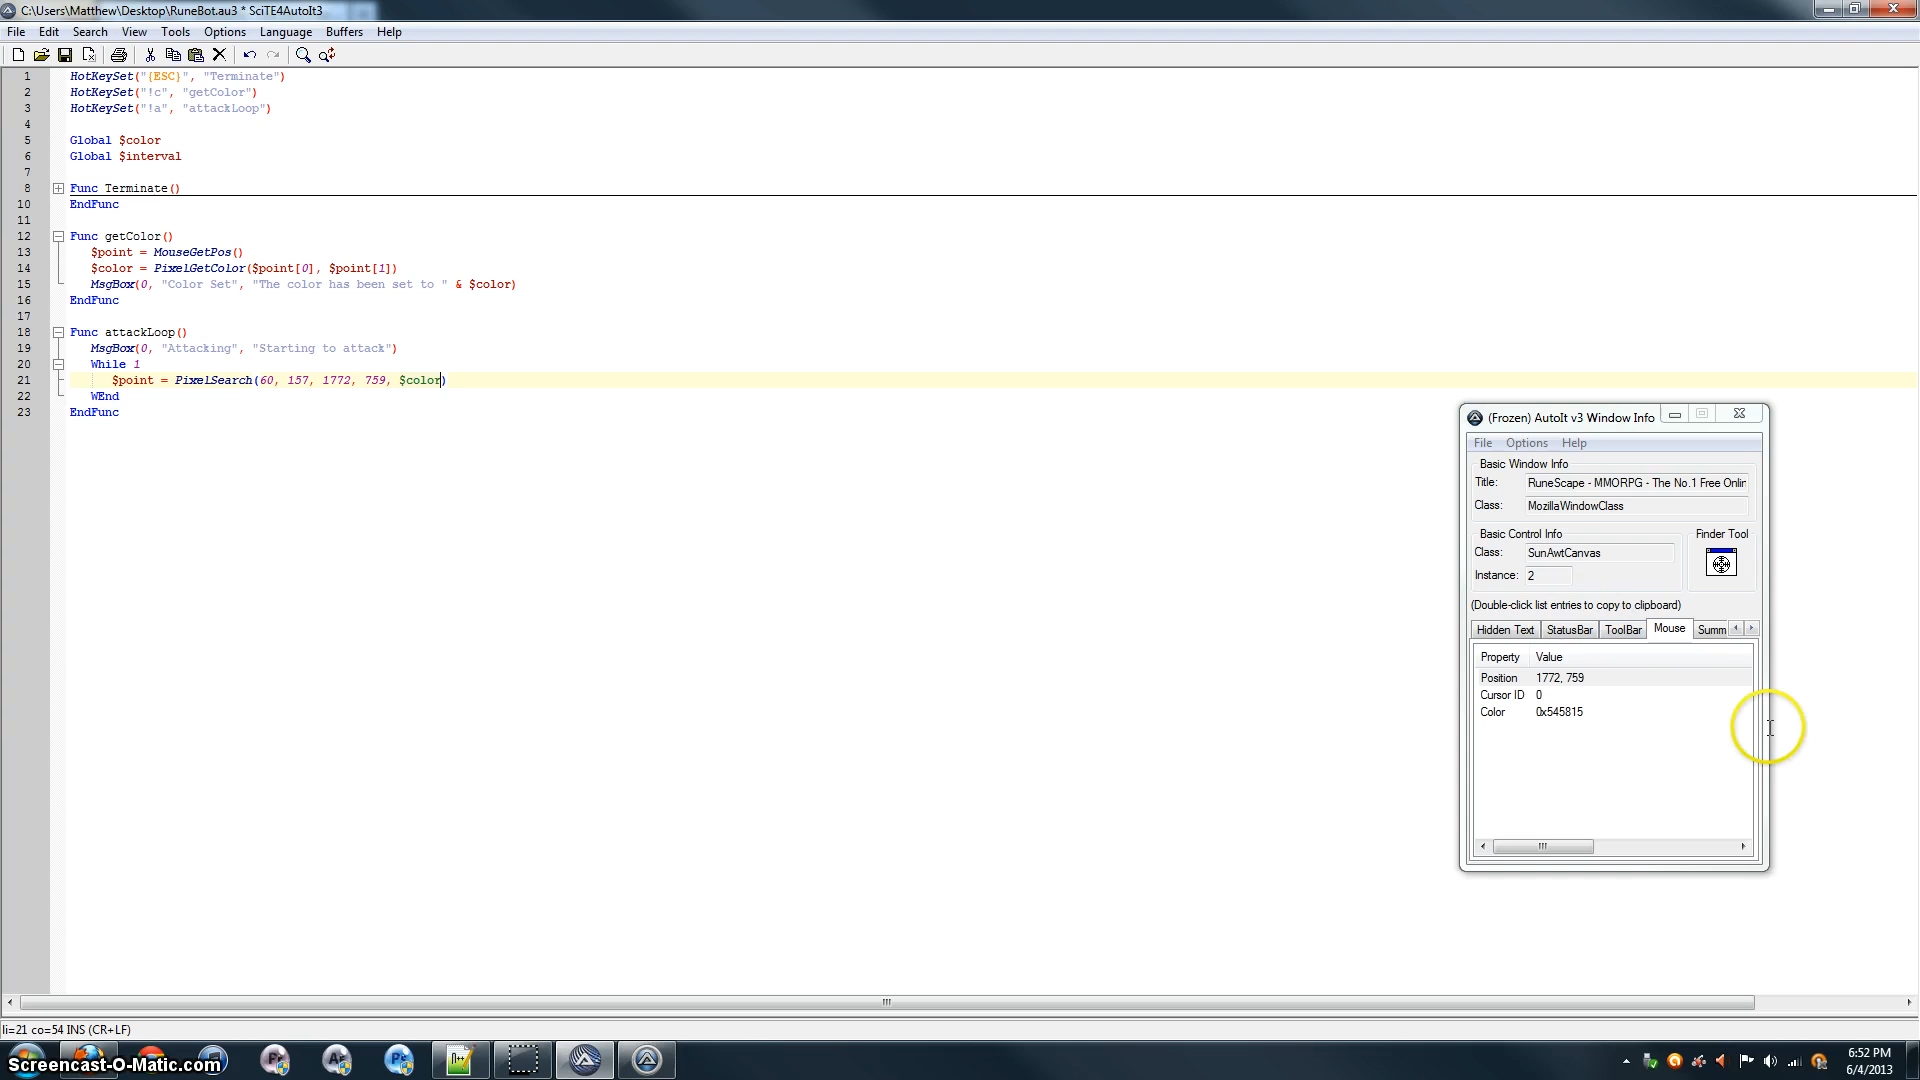 C:\Users\Matthew\Desktop\RuneBot.au3 * SciTE4AutoIt3
File Edit Search View Tools Options Language Buffers Help
1 HotKeySet("{ESC}", "Terminate")
2 HotKeySet("!c", "getColor")
3 HotKeySet("!a", "attackLoop")
4
5 Global $color
6 Global $interval
7
8 Func Terminate()
10 EndFunc
11
12 Func getColor()
13 $point = MouseGetPos()
14 $color = PixelGetColor($point[0], $point[1])
15 MsgBox(0, "Color Set", "The color has been set to " & $color)
16 EndFunc
17
18 Func attackLoop()
19 MsgBox(0, "Attacking", "Starting to attack")
20 While 1
21 $point = PixelSearch(60, 157, 1772, 759, $color)
22 WEnd
23 EndFunc
(Frozen) AutoIt v3 Window Info
File Options Help
Basic Window Info
Title: RuneScape - MMORPG - The No.1 Free Onlin
Class: MozillaWindowClass
Basic Control Info
Finder Tool
Class: SunAwtCanvas
Instance: 2
(Double-click list entries to copy to clipboard)
Hidden Text StatusBar ToolBar Mouse Summ
Property Value
Position 1772, 759
Cursor ID 0
Color 0x545815
li=21 co=54 INS (CR+LF)
Screencast-O-Matic.com
Pr
Ae
Ps
n++
6:52 PM
6/4/2013